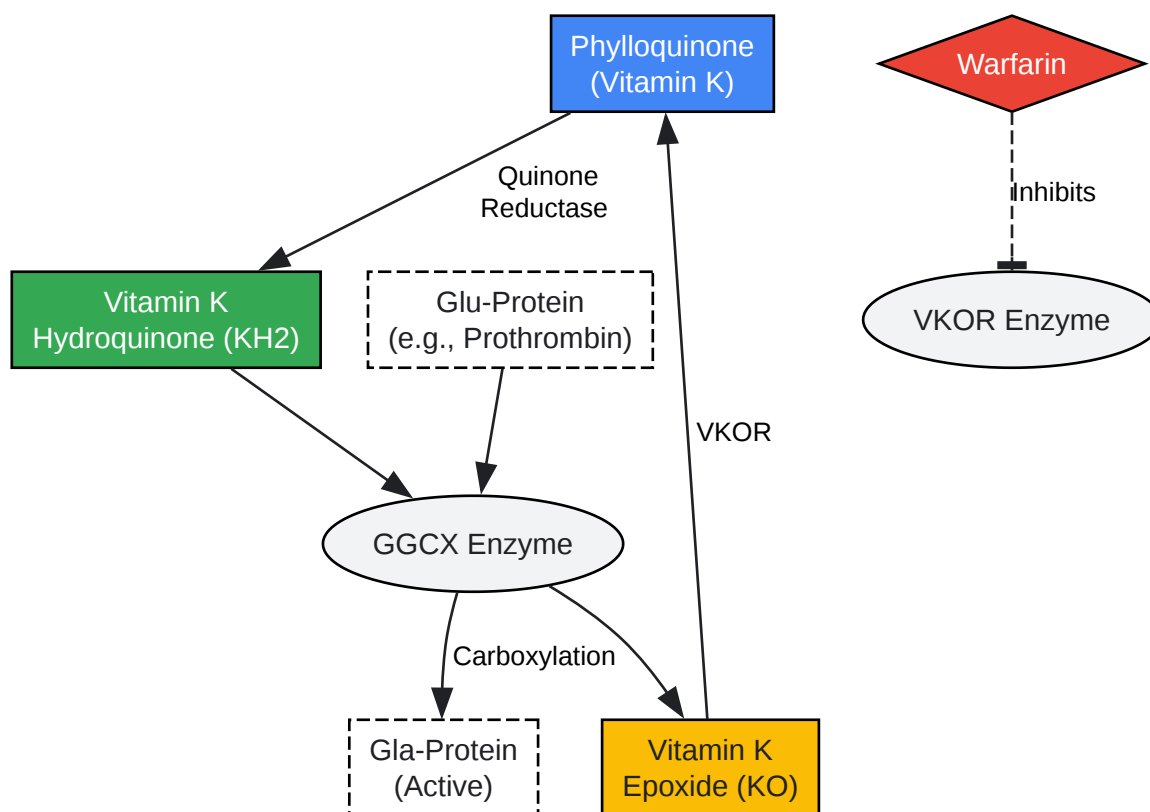 Phylloquinone
(Vitamin K)
Warfarin
Quinone
Reductase
Inhibits
Vitamin K
Hydroquinone (KH2)
Glu-Protein
(e.g., Prothrombin)
VKOR Enzyme
VKOR
GGCX Enzyme
Carboxylation
Gla-Protein
(Active)
Vitamin K
Epoxide (KO)